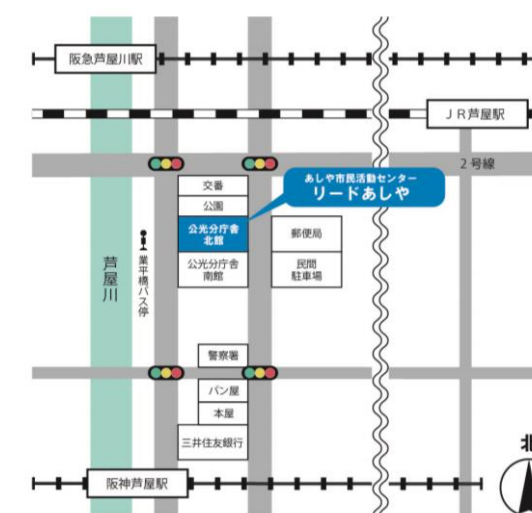 阪急芦屋川駅
JR芦屋駅
2号線
あしや市民活動センター
リードあしや
交番
公園
公光分庁舎
北館
公光分庁舎
南館
郵便局
民間
駐車場
業平橋バス停
芦屋川
警察署
パン屋
本屋
三井住友銀行
阪神芦屋駅
北